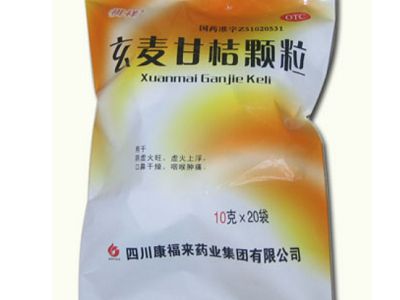 国药准字Z51020531
OTC
玄麦甘桔颗粒
Xuanmai Ganjie Keli
用于
阴虚火旺、虚火上浮、
口鼻干燥、咽喉肿痛。
10克×20袋
四川康福来药业集团有限公司